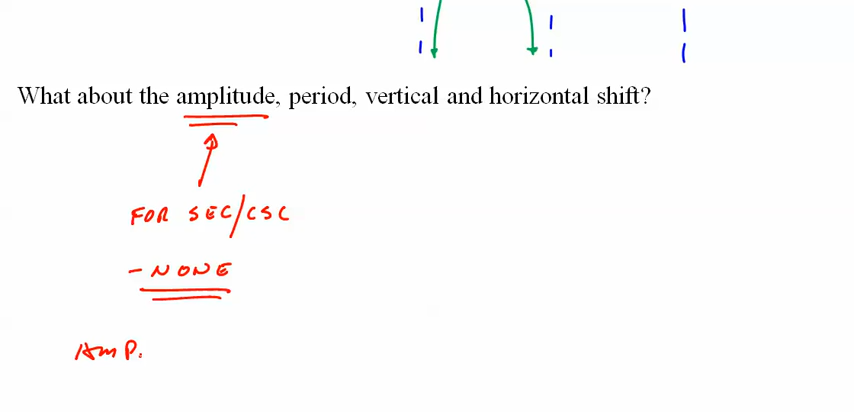 What about the amplitude, period, vertical and horizontal shift?
FOR SEC/CSC
- NONE
AMP.